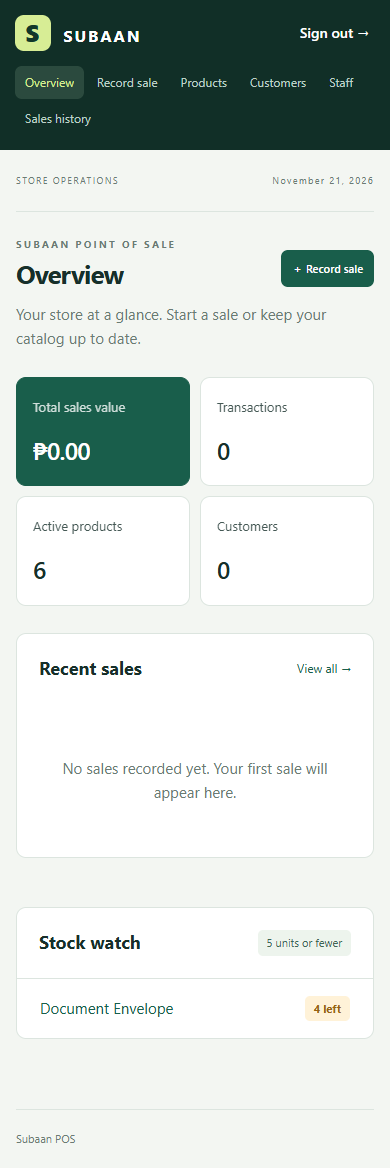 S SUBAAN
Sign out →
Overview Record sale Products Customers Staff
Sales history
STORE OPERATIONS November 21, 2026
SUBAAN POINT OF SALE
Overview
+ Record sale
Your store at a glance. Start a sale or keep your
catalog up to date.
Total sales value
₱0.00
Transactions
0
Active products
6
Customers
0
Recent sales View all →
No sales recorded yet. Your first sale will
appear here.
Stock watch 5 units or fewer
Document Envelope 4 left
Subaan POS